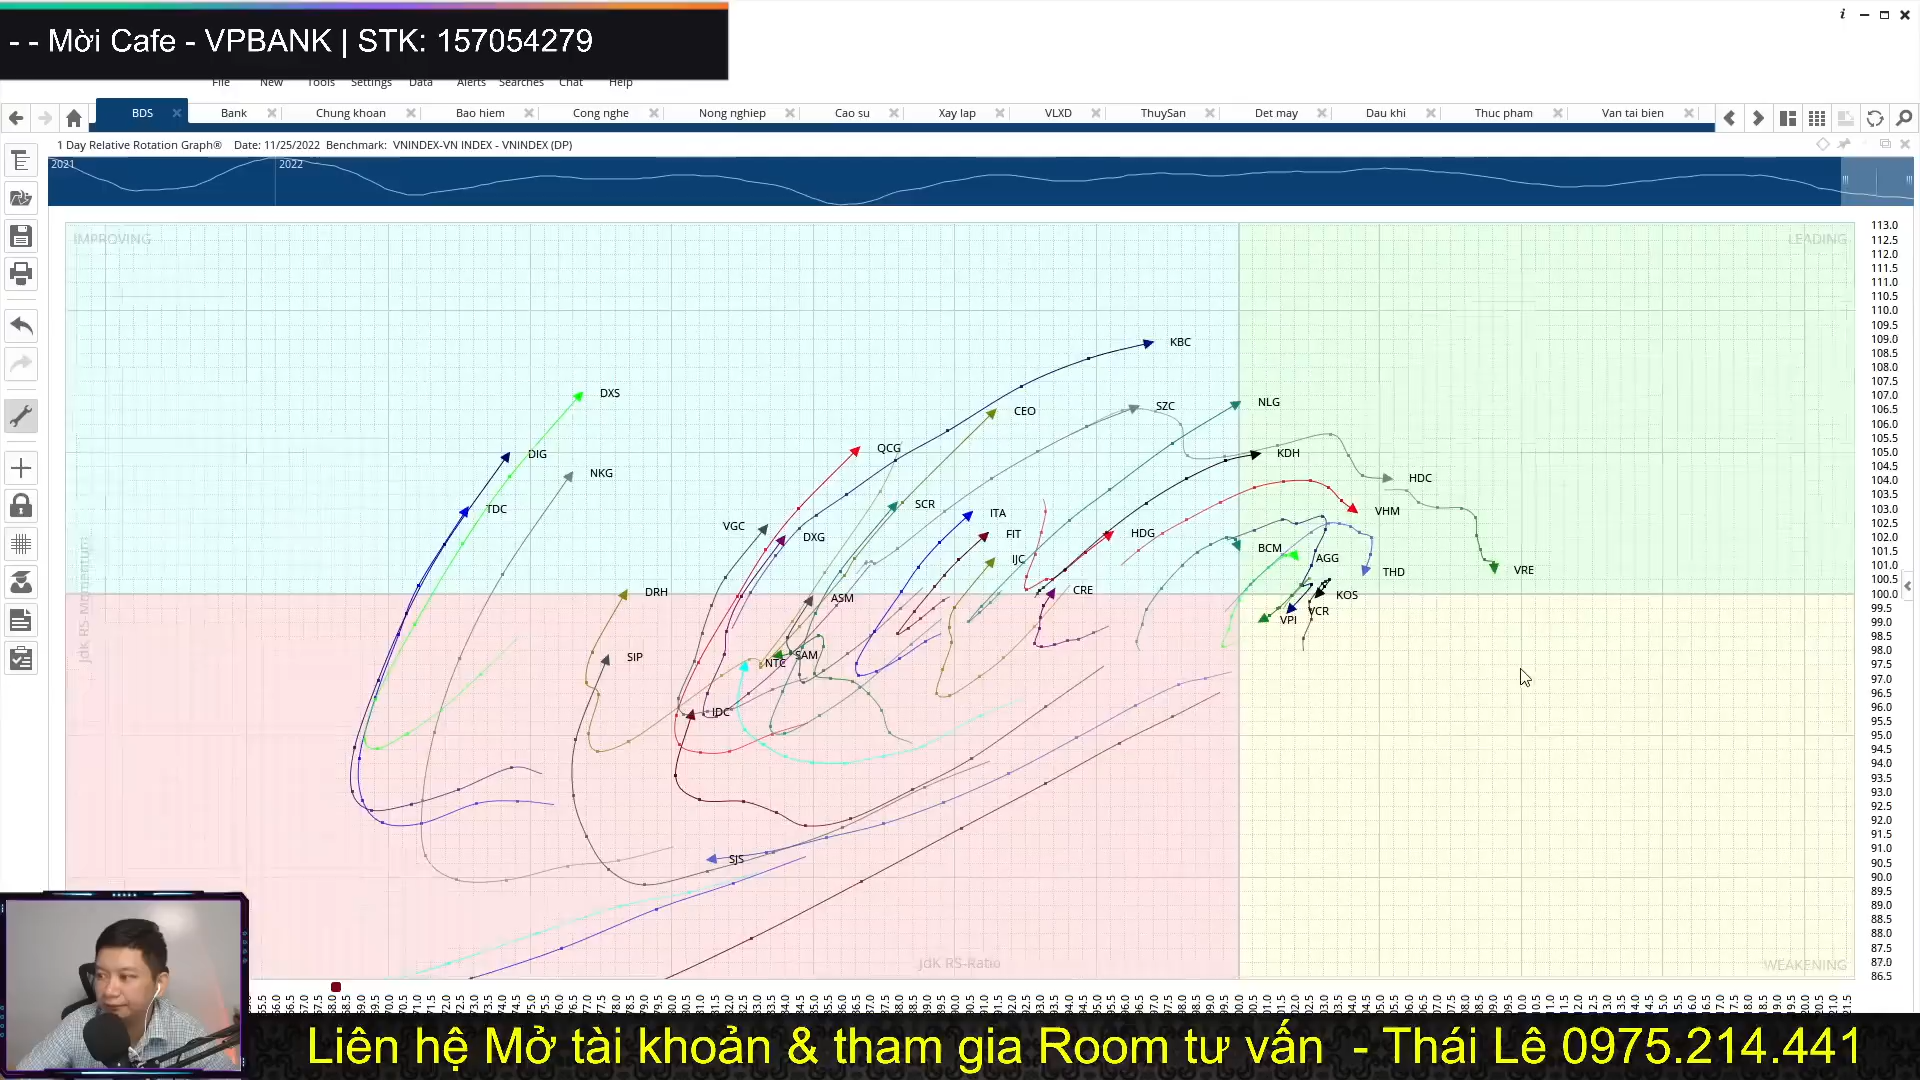 - - Mời Cafe - VPBANK | STK: 157054279
File New Tools Settings Data Alerts Searches Chat Help
BDS Bank Chung khoan Bao hiem Cong nghe Nong nghiep Cao su Xay lap VLXD ThuySan Det may Dau khi Thuc pham Van tai bien
1 Day Relative Rotation Graph® Date: 11/25/2022 Benchmark: VNINDEX-VN INDEX - VNINDEX (DP)
2021 2022
IMPROVING LEADING
KBC
DXS
NLG
SZC
CEO
QCG
DIG
KDH
NKG
HDC
SCR
TDC
VHM
ITA
VGC
FIT
HDG
DXG
BCM
AGG
IJC
VRE
THD
DRH
CRE
KOS
ASM
VCR
VPI
SAM
SIP
NTC
IDC
SJS
JdK RS-Momentum
JdK RS-Ratio
WEAKENING
113.0
112.5
112.0
111.5
111.0
110.5
110.0
109.5
109.0
108.5
108.0
107.5
107.0
106.5
106.0
105.5
105.0
104.5
104.0
103.5
103.0
102.5
102.0
101.5
101.0
100.5
100.0
99.5
99.0
98.5
98.0
97.5
97.0
96.5
96.0
95.5
95.0
94.5
94.0
93.5
93.0
92.5
92.0
91.5
91.0
90.5
90.0
89.5
89.0
88.5
88.0
87.5
87.0
86.5
Liên hệ Mở tài khoản & tham gia Room tư vấn - Thái Lê 0975.214.441